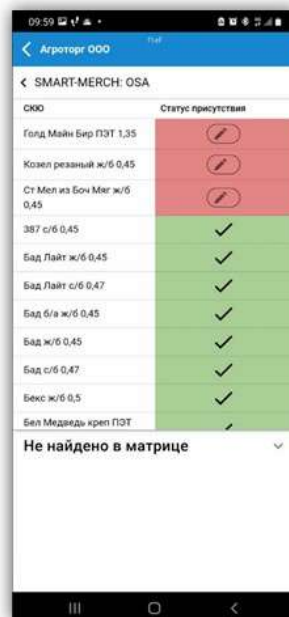 09:59
Агроторг ООО
SMART-MERCH: OSA
СКЮ Статус присутствия
Голд Майн Бир ПЭТ 1,35
Козел резаный ж/б 0,45
Ст Мел из Боч Мяг ж/б
0,45
387 с/б 0,45
Бад Лайт ж/б 0,45
Бад Лайт с/б 0,47
Бад б/а ж/б 0,45
Бад ж/б 0,45
Бад с/б 0,47
Бекс ж/б 0,5
Бел Медведь креп ПЭТ
Не найдено в матрице